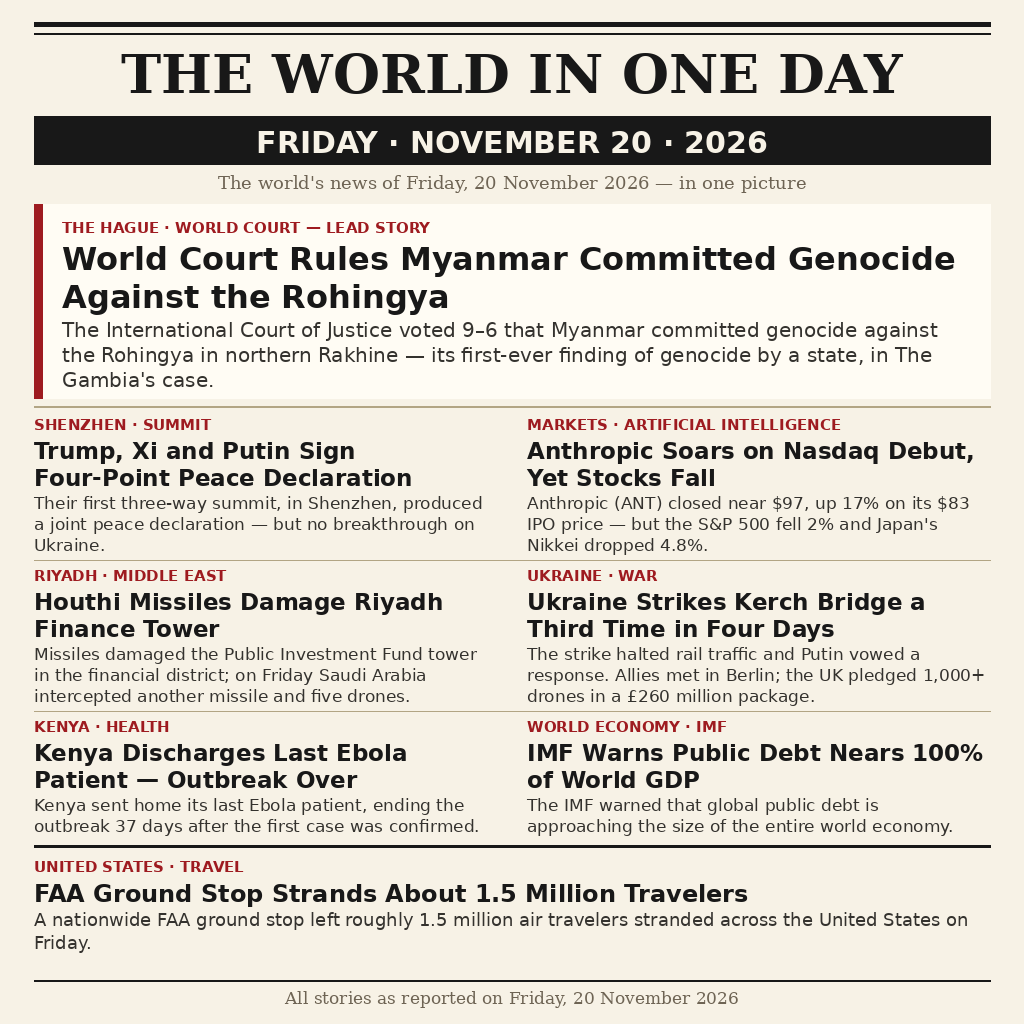 THE WORLD IN ONE DAY
FRIDAY · NOVEMBER 20 · 2026
The world's news of Friday, 20 November 2026 — in one picture
THE HAGUE · WORLD COURT — LEAD STORY
World Court Rules Myanmar Committed Genocide
Against the Rohingya
The International Court of Justice voted 9–6 that Myanmar committed genocide against
the Rohingya in northern Rakhine — its first-ever finding of genocide by a state, in The
Gambia's case.
SHENZHEN · SUMMIT
Trump, Xi and Putin Sign
Four-Point Peace Declaration
Their first three-way summit, in Shenzhen, produced
a joint peace declaration — but no breakthrough on
Ukraine.
MARKETS · ARTIFICIAL INTELLIGENCE
Anthropic Soars on Nasdaq Debut,
Yet Stocks Fall
Anthropic (ANT) closed near $97, up 17% on its $83
IPO price — but the S&P 500 fell 2% and Japan's
Nikkei dropped 4.8%.
RIYADH · MIDDLE EAST
Houthi Missiles Damage Riyadh
Finance Tower
Missiles damaged the Public Investment Fund tower
in the financial district; on Friday Saudi Arabia
intercepted another missile and five drones.
UKRAINE · WAR
Ukraine Strikes Kerch Bridge a
Third Time in Four Days
The strike halted rail traffic and Putin vowed a
response. Allies met in Berlin; the UK pledged 1,000+
drones in a £260 million package.
KENYA · HEALTH
Kenya Discharges Last Ebola
Patient — Outbreak Over
Kenya sent home its last Ebola patient, ending the
outbreak 37 days after the first case was confirmed.
WORLD ECONOMY · IMF
IMF Warns Public Debt Nears 100%
of World GDP
The IMF warned that global public debt is
approaching the size of the entire world economy.
UNITED STATES · TRAVEL
FAA Ground Stop Strands About 1.5 Million Travelers
A nationwide FAA ground stop left roughly 1.5 million air travelers stranded across the United States on
Friday.
All stories as reported on Friday, 20 November 2026